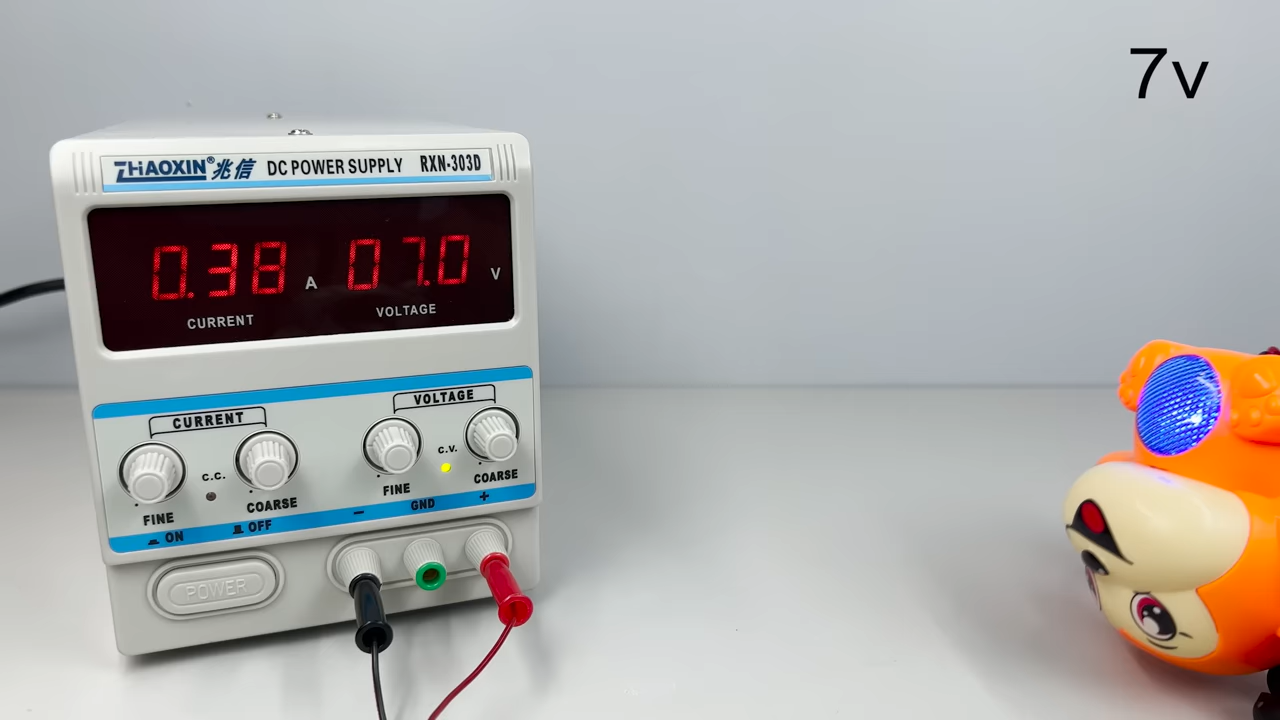 7v
ZHAOXIN® 兆信 DC POWER SUPPLY RXN-303D
0.38 A 07.0 V
CURRENT VOLTAGE
CURRENT VOLTAGE
C.C. C.V.
FINE COARSE FINE COARSE
ON OFF − GND +
POWER